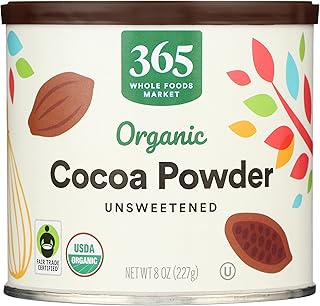 365
WHOLE FOODS
MARKET
Organic
Cocoa Powder
UNSWEETENED
FAIR TRADE
CERTIFIED
USDA
ORGANIC
NET WT 8 OZ (227g)
U